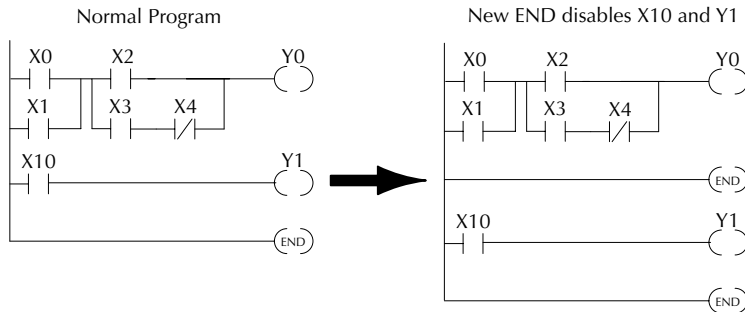 Normal Program
X0 X2 Y0
X1 X3 X4
X10 Y1
END
New END disables X10 and Y1
X0 X2 Y0
X1 X3 X4
END
X10 Y1
END